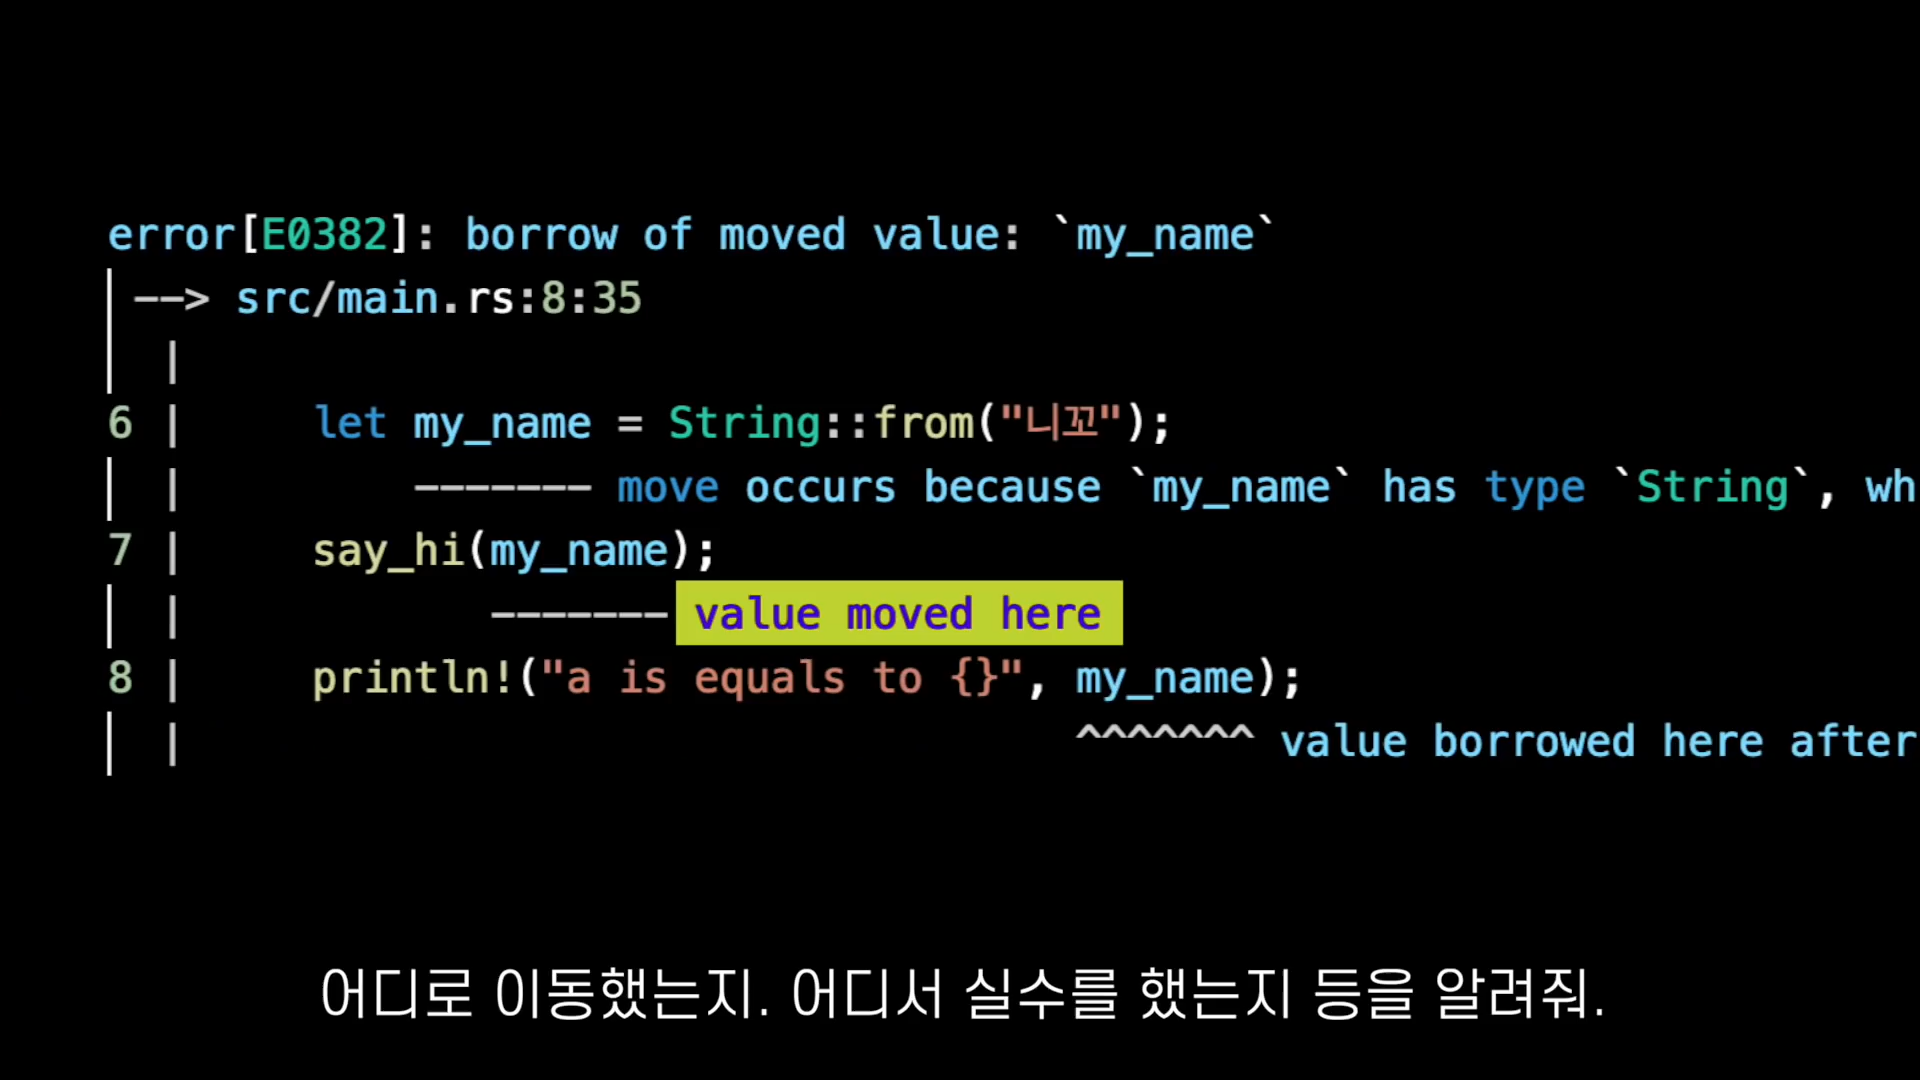 error[E0382]: borrow of moved value: `my_name`
 --> src/main.rs:8:35
  |
6 |     let my_name = String::from("니꼬");
  |         ------- move occurs because `my_name` has type `String`, wh
7 |     say_hi(my_name);
  |            ------- value moved here
8 |     println!("a is equals to {}", my_name);
  |                                   ^^^^^^^ value borrowed here after
어디로 이동했는지. 어디서 실수를 했는지 등을 알려줘.